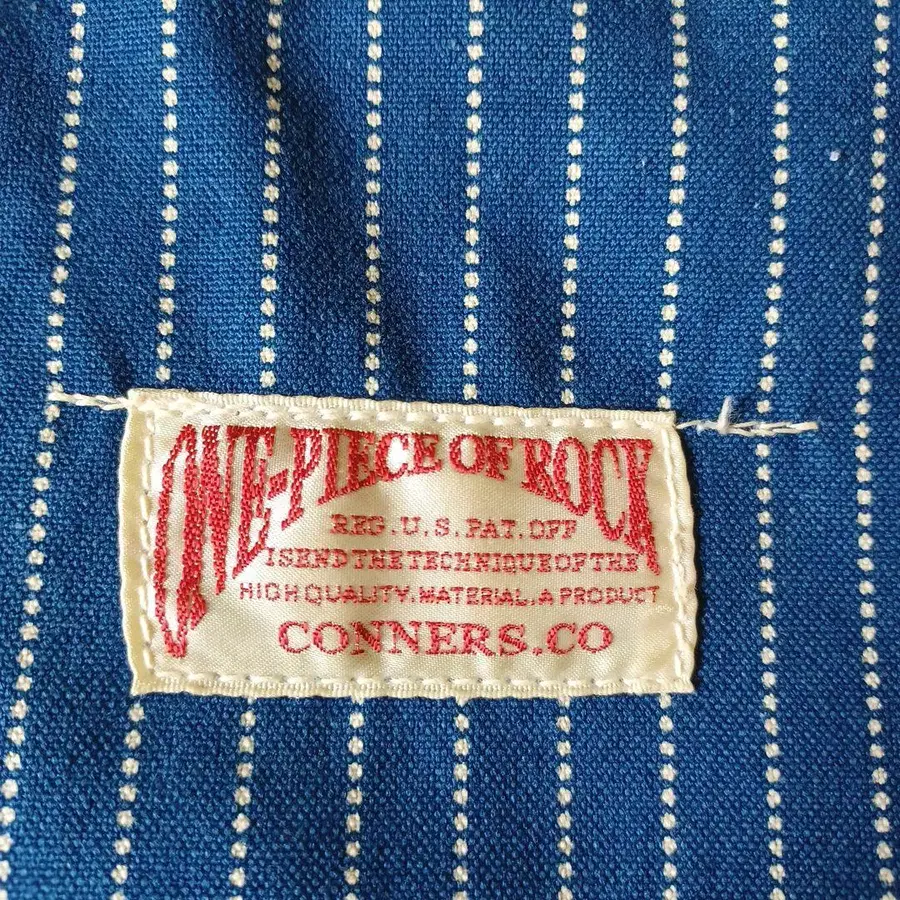 ONE-PIECE OF ROCK
REG.U.S.PAT.OFF
ISEND THE TECHNIQUE OF THE
HIGH QUALITY.MATERIAL.A PRODUCT
CONNERS.CO